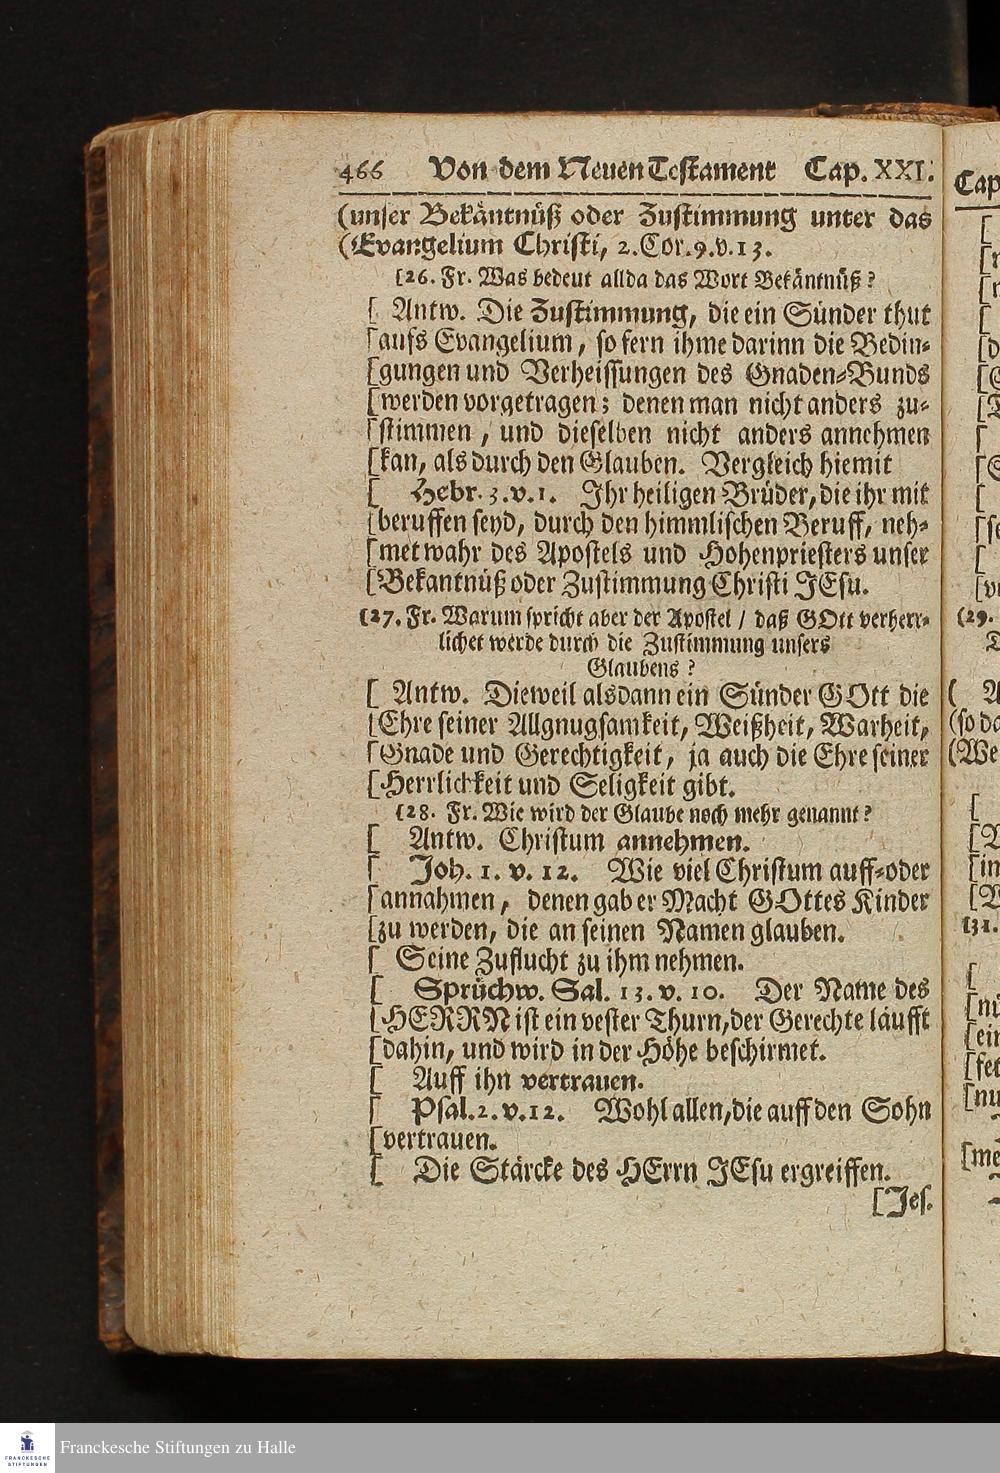 466 Von dem Neuen Testament Cap. XXI.
(unser Bekäntnüß oder Zustimmung unter das
(Evangelium Christi, 2. Cor. 9. v. 13.
[26. Fr. Was bedeut allda das Wort Bekäntnüß?
[ Antw. Die Zustimmung, die ein Sünder thut
[aufs Evangelium, so fern ihme darinn die Bedin-
[gungen und Verheissungen des Gnaden-Bunds
[werden vorgetragen; denen man nicht anders zu-
[stimmen, und dieselben nicht anders annehmen
[kan, als durch den Glauben. Vergleich hiemit
[ Hebr. 3. v. 1. Ihr heiligen Brüder, die ihr mit
[beruffen seyd, durch den himmlischen Beruff, neh-
[met wahr des Apostels und Hohenpriesters unser
[Bekantnüß oder Zustimmung Christi JEsu.
[27. Fr. Warum spricht aber der Apostel / daß GOtt verherr-
lichet werde durch die Zustimmung unsers
Glaubens?
[ Antw. Dieweil alsdann ein Sünder GOtt die
[Ehre seiner Allgnugsamkeit, Weißheit, Warheit,
[Gnade und Gerechtigkeit, ja auch die Ehre seiner
[Herrlichkeit und Seligkeit gibt.
[28. Fr. Wie wird der Glaube noch mehr genannt?
[ Antw. Christum annehmen.
[ Joh. 1. v. 12. Wie viel Christum auff-oder
[annahmen, denen gab er Macht GOttes Kinder
[zu werden, die an seinen Namen glauben.
[ Seine Zuflucht zu ihm nehmen.
[ Sprüchw. Sal. 13. v. 10. Der Name des
[HERRN ist ein vester Thurn, der Gerechte läufft
[dahin, und wird in der Höhe beschirmet.
[ Auff ihn vertrauen.
[ Psal. 2. v. 12. Wohl allen, die auff den Sohn
[vertrauen.
[ Die Stärcke des HErrn JEsu ergreiffen.
[Jes.
Cap
(29.
(so da
(We
[31.
FRANCKESCHE STIFTUNGEN
Franckesche Stiftungen zu Halle